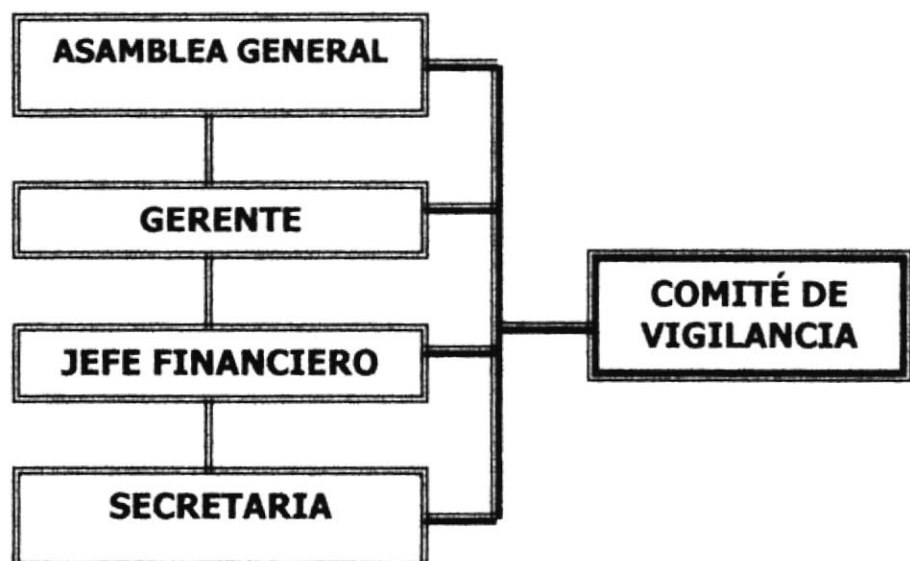 ASAMBLEA GENERAL
GERENTE
JEFE FINANCIERO
SECRETARIA
COMITÉ DE
VIGILANCIA